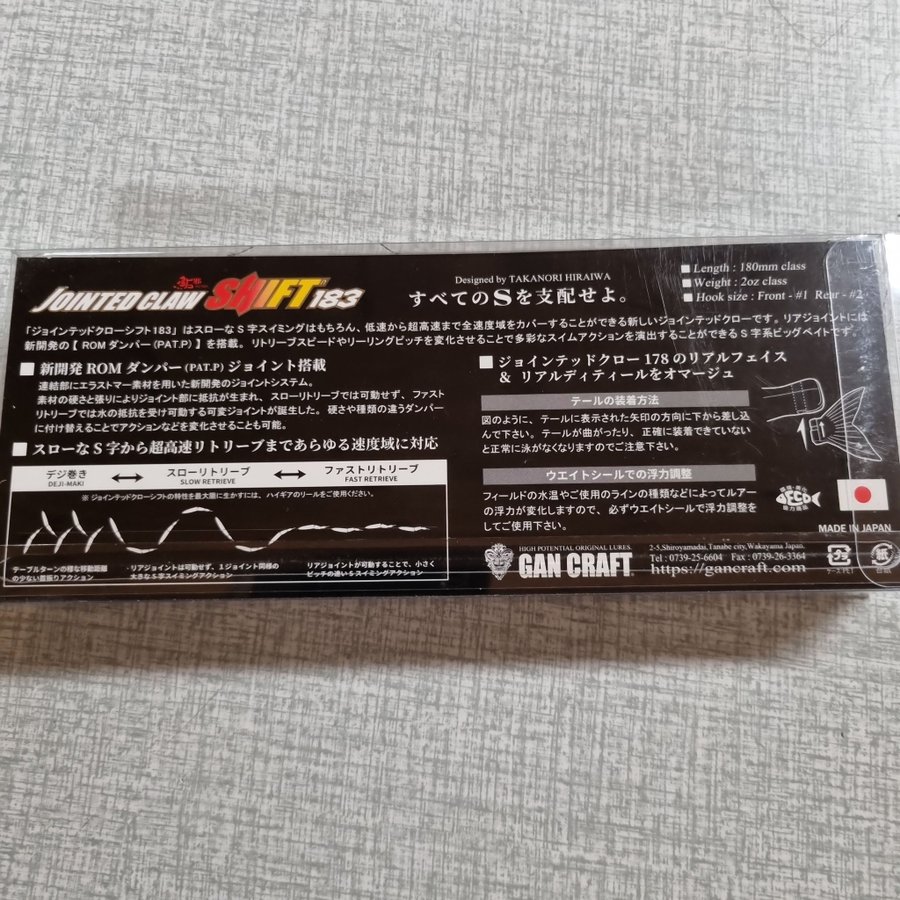 JOINTED CLAW SHIFT 183
Designed by TAKANORI HIRAIWA
すべてのSを支配せよ。
■ Length : 180mm class
■ Weight : 2oz class
■ Hook size : Front - #1 Rear - #2
「ジョインテッドクローシフト183」はスローなS字スイミングはもちろん、低速から超高速まで全速度域をカバーすることができる新しいジョインテッドクローです。リアジョイントには
新開発の【 ROMダンパー(PAT.P) 】を搭載。リトリーブスピードやリーリングピッチを変化させることで多彩なスイムアクションを演出することができるS字系ビッグベイトです。
■ 新開発 ROM ダンパー(PAT.P) ジョイント搭載
連結部にエラストマー素材を用いた新開発のジョイントシステム。
素材の硬さと張りによりジョイント部に抵抗が生まれ、スローリトリーブでは可動せず、ファスト
リトリーブでは水の抵抗を受け可動する可変ジョイントが誕生した。硬さや種類の違うダンパー
に付け替えることでアクションなどを変化させることも可能。
■ スローなS字から超高速リトリーブまであらゆる速度域に対応
デジ巻き スローリトリーブ ファストリトリーブ
DEJI-MAKI SLOW RETRIEVE FAST RETRIEVE
※ ジョインテッドクローシフトの特性を最大限に生かすには、ハイギアのリールをご使用ください。
テーブルターンの様な移動距離
の少ない首振りアクション
・リアジョイントは可動せず、1ジョイント同様の
大きなS字スイミングアクション
リアジョイントが可動することで、小さく
ピッチの速いSスイミングアクション
■ ジョインテッドクロー 178 のリアルフェイス
& リアルディティールをオマージュ
テールの装着方法
図のように、テールに表示された矢印の方向に下から差し込
んで下さい。テールが曲がったり、正確に装着できていない
と正常に泳がなくなりますのでご注意下さい。
ウエイトシールでの浮力調整
フィールドの水温やご使用のラインの種類などによってルアー
の浮力が変化しますので、必ずウエイトシールで浮力調整を
してご使用下さい。
MADE IN JAPAN
HIGH POTENTIAL ORIGINAL LURES.
GAN CRAFT
2-5,Shiroyamadai,Tanabe city,Wakayama Japan.
Tel : 0739-25-6604 Fax : 0739-26-3364
https://gancraft.com
プラ
ケース:PET
紙
台紙